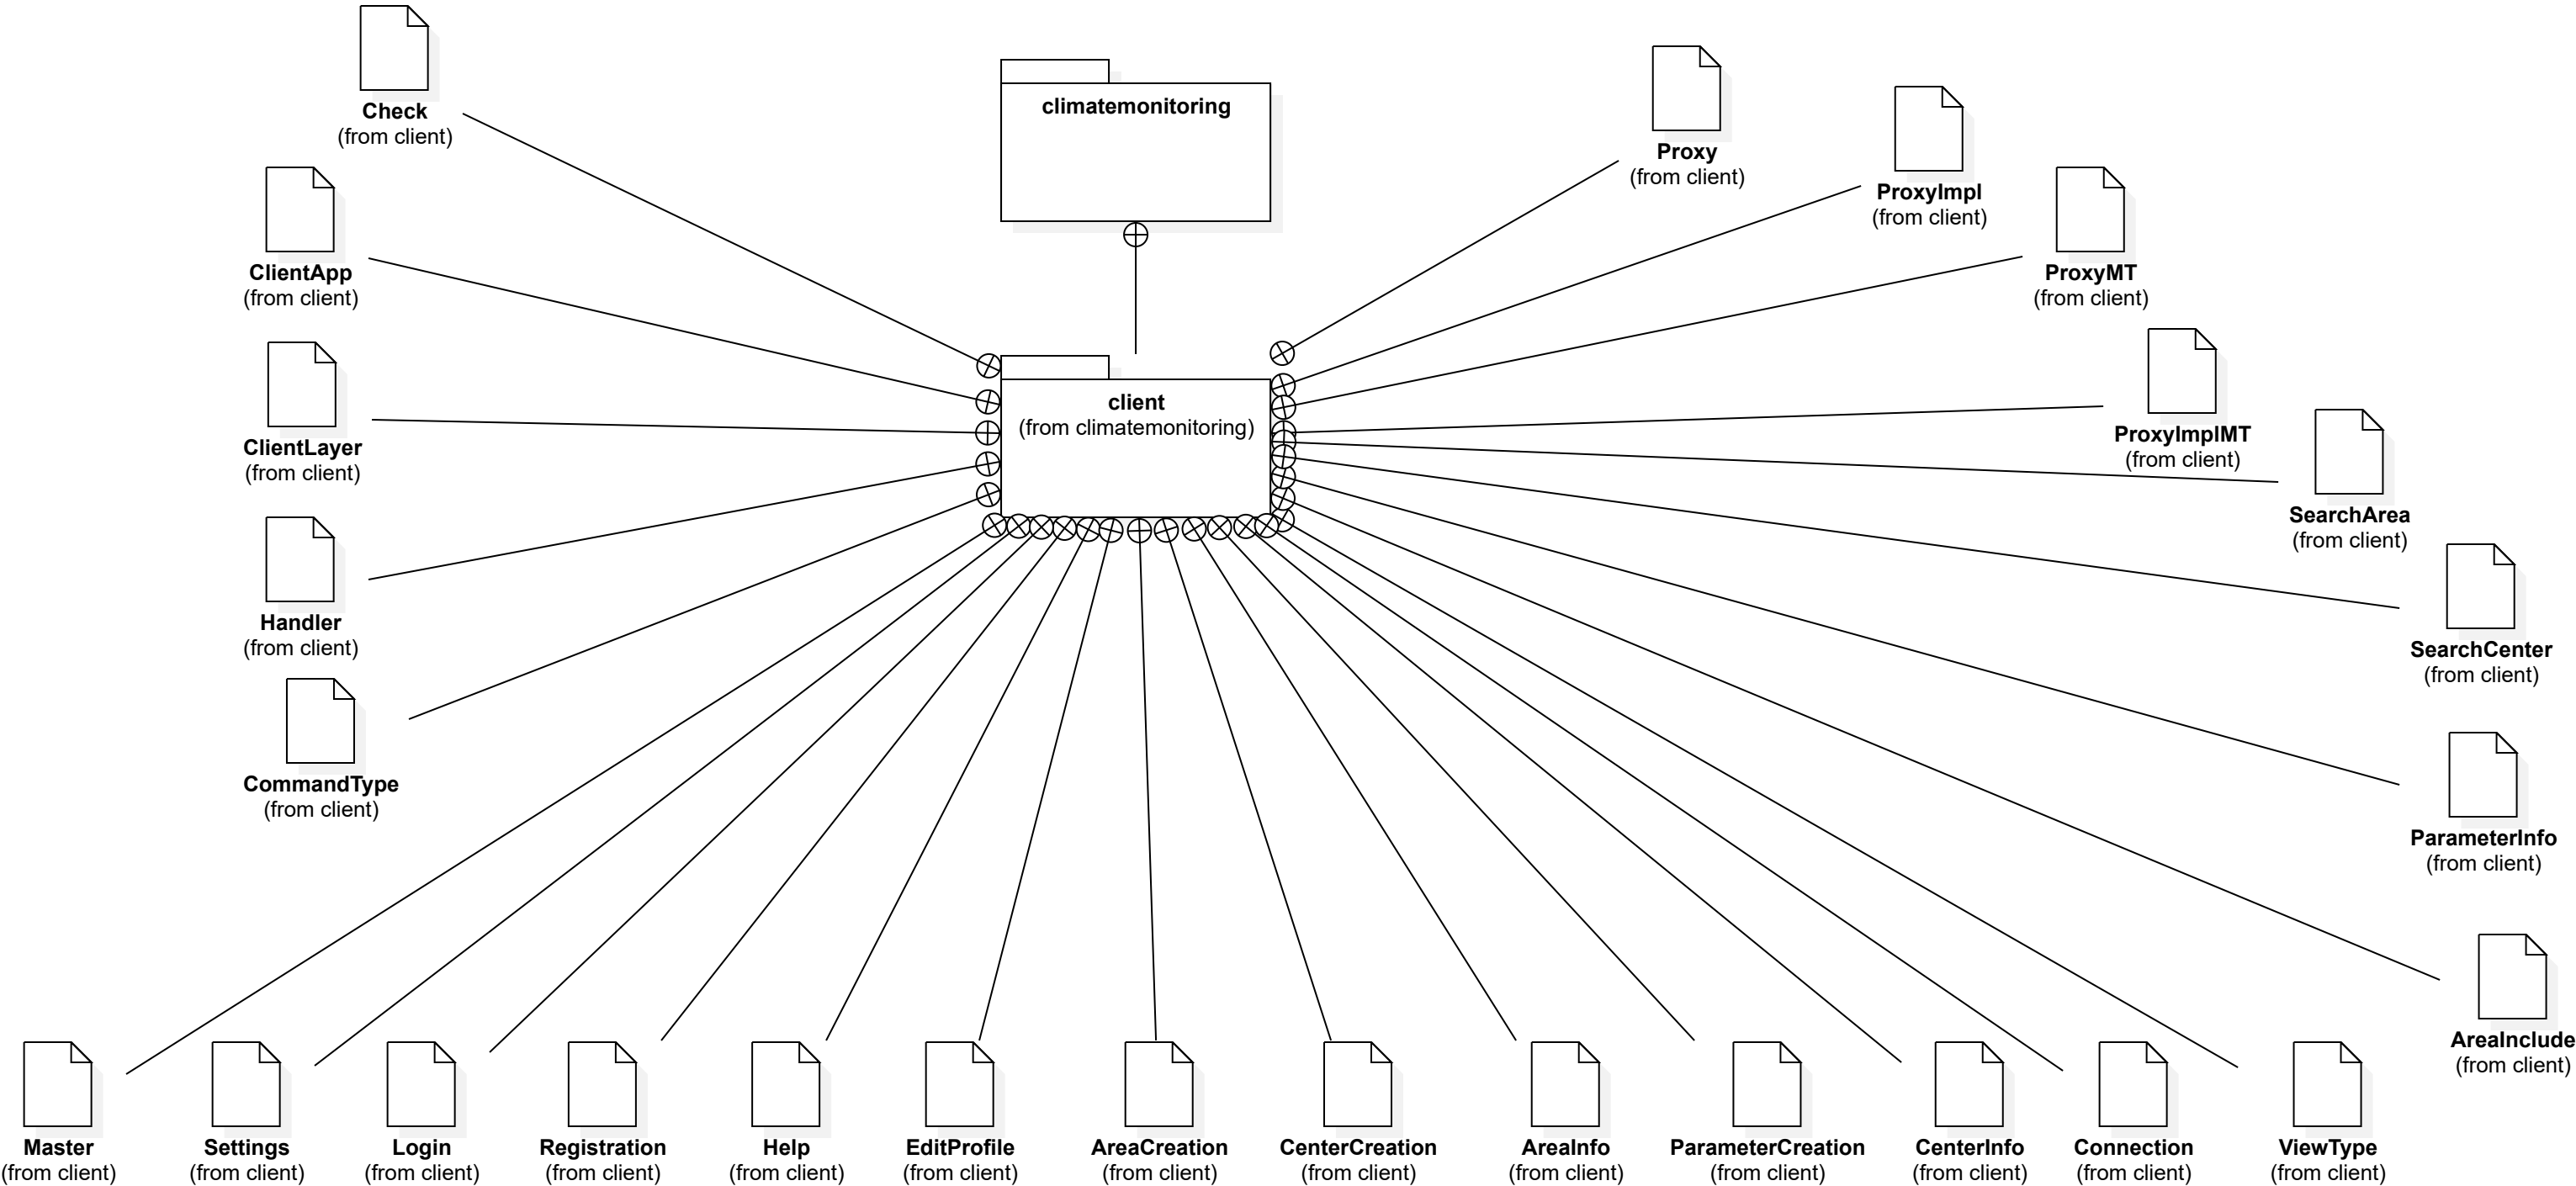 Check
(from client)
climatemonitoring
Proxy
(from client)
ProxyImpl
(from client)
ClientApp
(from client)
ProxyMT
(from client)
client
(from climatemonitoring)
ClientLayer
(from client)
ProxyImplMT
(from client)
SearchArea
(from client)
Handler
(from client)
SearchCenter
(from client)
CommandType
(from client)
ParameterInfo
(from client)
AreaInclude
(from client)
Master
(from client)
Settings
(from client)
Login
(from client)
Registration
(from client)
Help
(from client)
EditProfile
(from client)
AreaCreation
(from client)
CenterCreation
(from client)
AreaInfo
(from client)
ParameterCreation
(from client)
CenterInfo
(from client)
Connection
(from client)
ViewType
(from client)